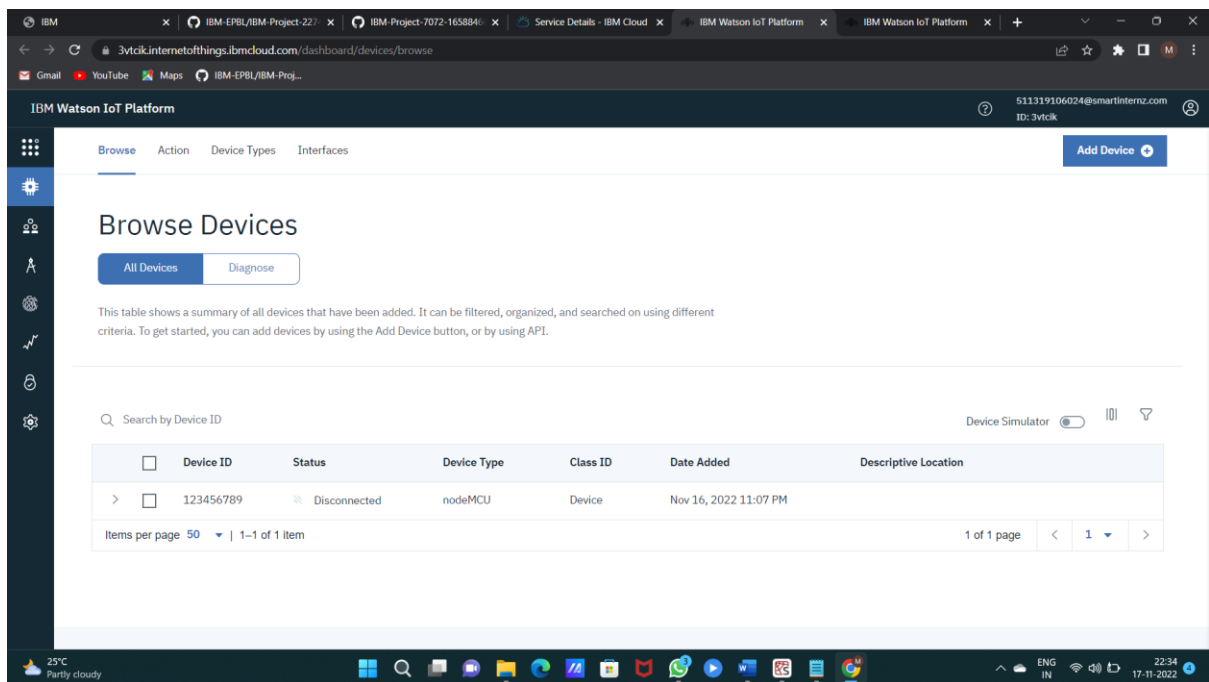 IBM
IBM-EPBL/IBM-Project-227
IBM-Project-7072-1658846
Service Details - IBM Cloud
IBM Watson IoT Platform
IBM Watson IoT Platform
3vtcik.internetofthings.ibmcloud.com/dashboard/devices/browse
M
Gmail
YouTube
Maps
IBM-EPBL/IBM-Proj...
IBM Watson IoT Platform
511319106024@smartinternz.com
ID: 3vtcik
Browse
Action
Device Types
Interfaces
Add Device
Browse Devices
All Devices
Diagnose
This table shows a summary of all devices that have been added. It can be filtered, organized, and searched on using different
criteria. To get started, you can add devices by using the Add Device button, or by using API.
Search by Device ID
Device Simulator
Device ID Status Device Type Class ID Date Added Descriptive Location
123456789 Disconnected nodeMCU Device Nov 16, 2022 11:07 PM
Items per page 50 | 1–1 of 1 item
1 of 1 page < 1 >
25°C
Partly cloudy
ENG
IN
22:34
17-11-2022
4